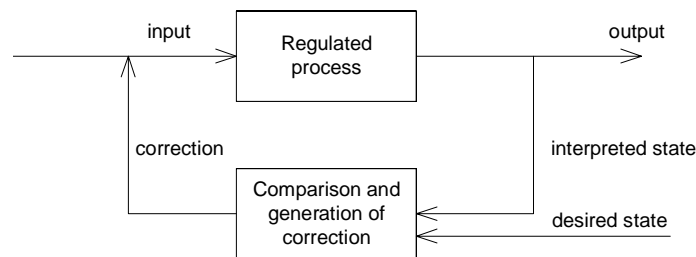 input
Regulated
process
output
correction
interpreted state
Comparison and
generation of
correction
desired state